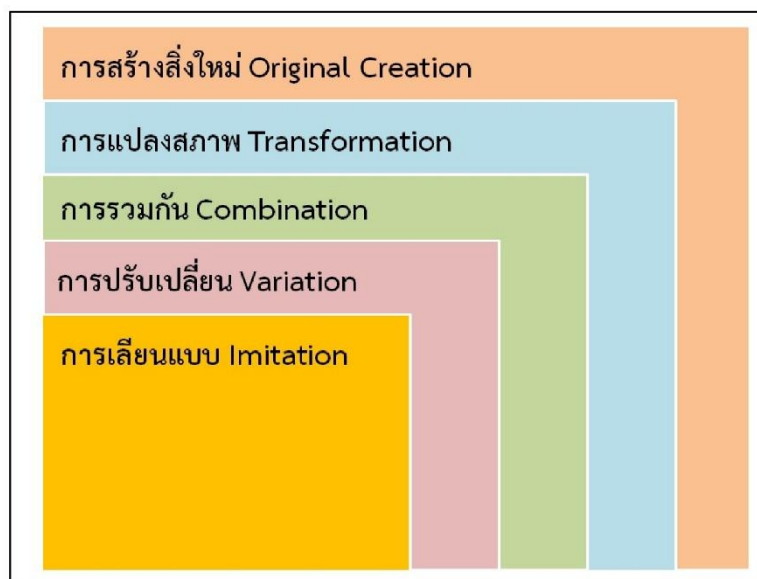 การสร้างสิ่งใหม่ Original Creation
การแปลงสภาพ Transformation
การรวมกัน Combination
การปรับเปลี่ยน Variation
การเลียนแบบ Imitation